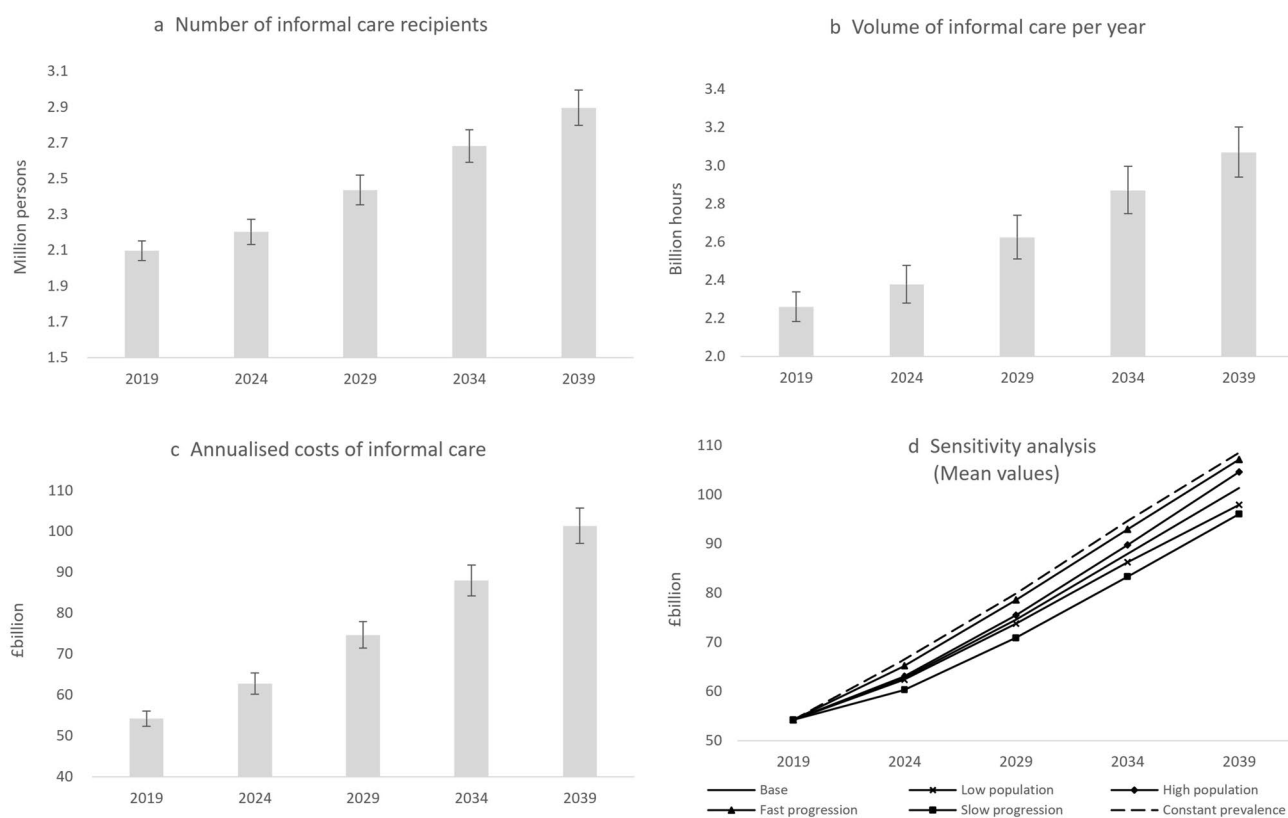 a Number of informal care recipients
Million persons
3.1
2.9
2.7
2.5
2.3
2.1
1.9
1.7
1.5
2019 2024 2029 2034 2039
b Volume of informal care per year
Billion hours
3.4
3.2
3.0
2.8
2.6
2.4
2.2
2.0
2019 2024 2029 2034 2039
c Annualised costs of informal care
£billion
110
100
90
80
70
60
50
40
2019 2024 2029 2034 2039
d Sensitivity analysis
(Mean values)
£billion
110
100
90
80
70
60
50
2019 2024 2029 2034 2039
Base Low population High population
Fast progression Slow progression Constant prevalence